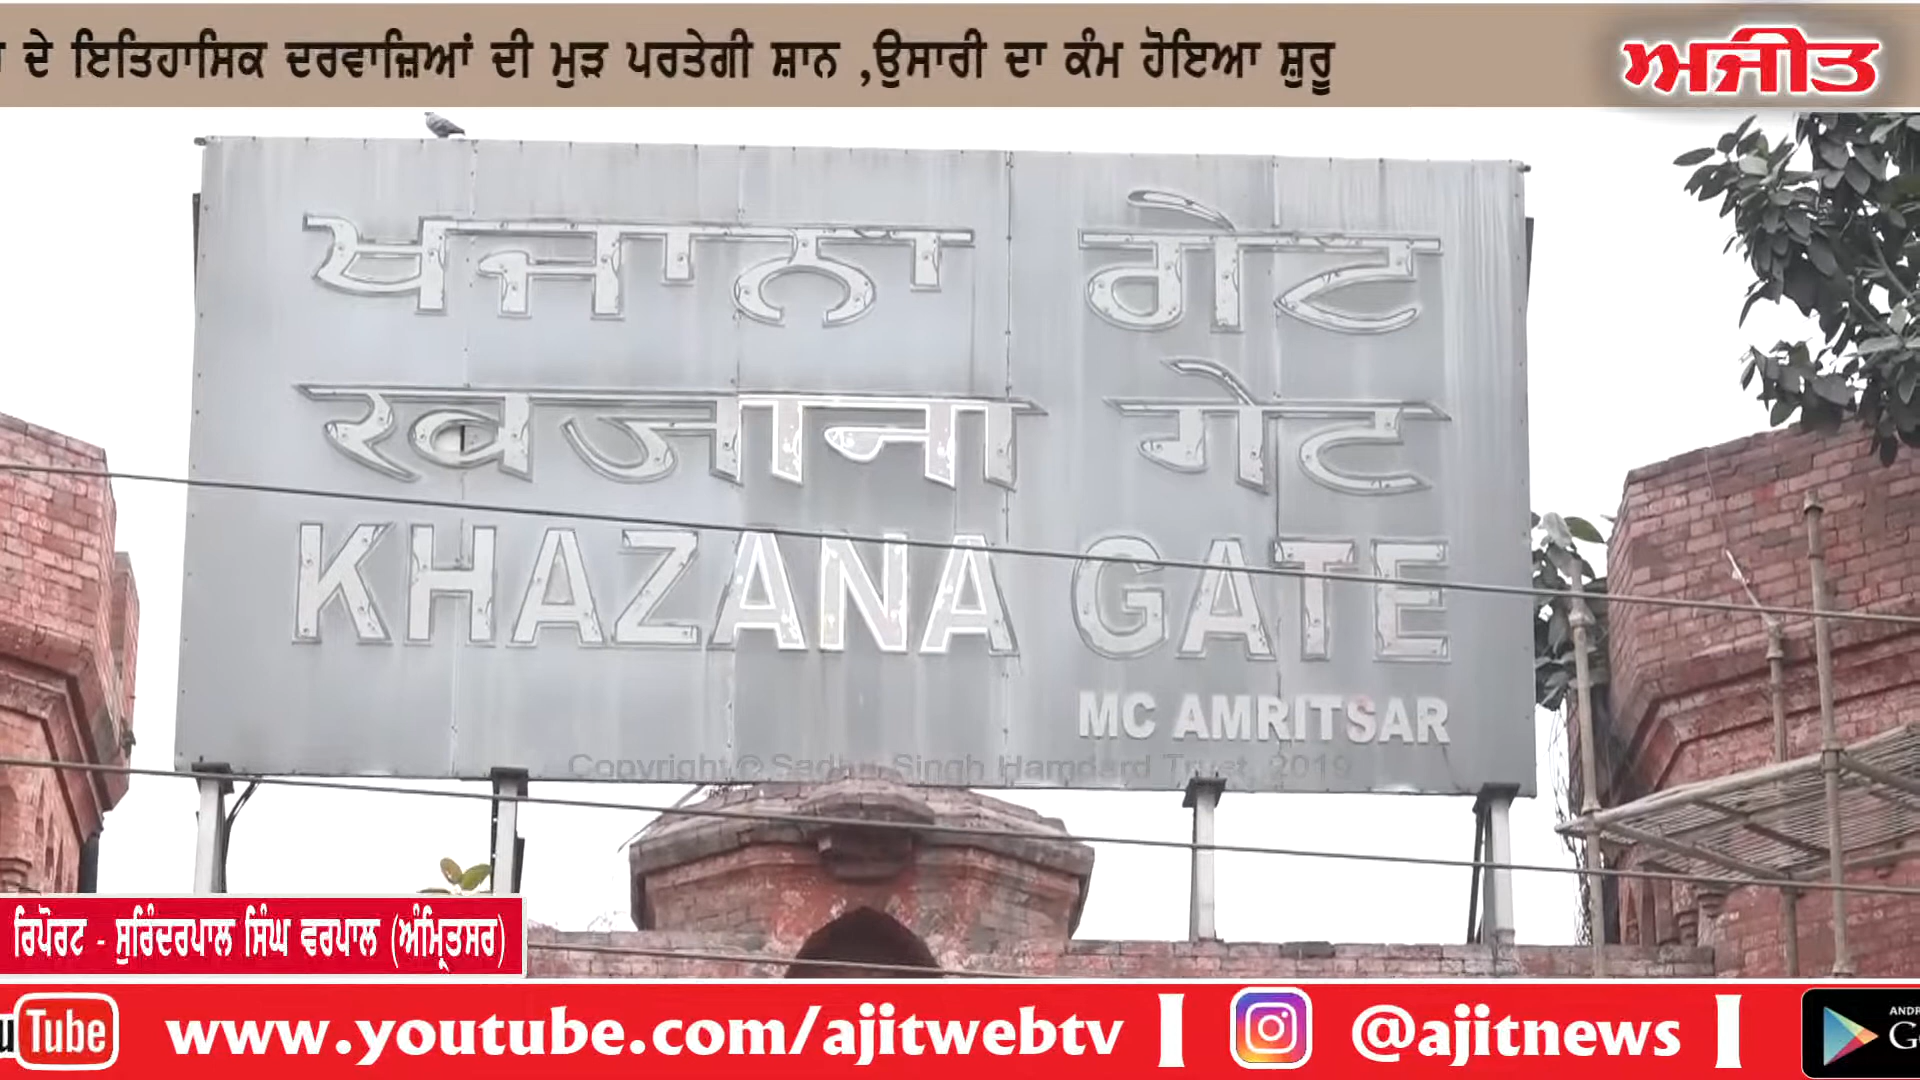 ਦੇ ਇਤਿਹਾਸਿਕ ਦਰਵਾਜ਼ਿਆਂ ਦੀ ਮੁੜ ਪਰਤੇਗੀ ਸ਼ਾਨ ,ਉਸਾਰੀ ਦਾ ਕੰਮ ਹੋਇਆ ਸ਼ੁਰੂ
ਅਜੀਤ
ਖਜਾਨਾ ਗੇਟ
खजाना गेट
KHAZANA GATE
MC AMRITSAR
Copyright © Sadhu Singh Hamdard Trust, 2019
ਰਿਪੋਰਟ - ਸੁਰਿੰਦਰਪਾਲ ਸਿੰਘ ਵਰਪਾਲ (ਅੰਮ੍ਰਿਤਸਰ)
Tube www.youtube.com/ajitwebtv @ajitnews